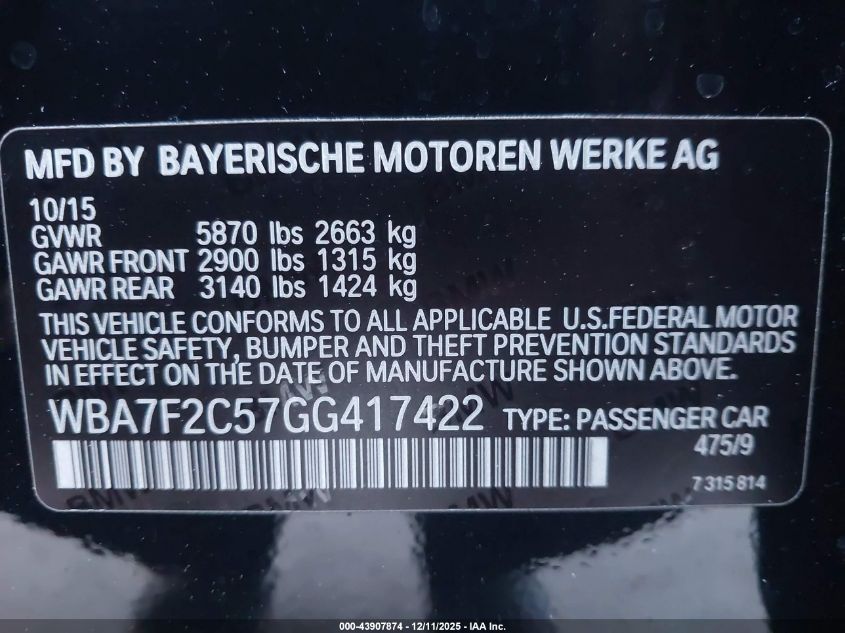 MFD BY BAYERISCHE MOTOREN WERKE AG
10/15
GVWR 5870 lbs 2663 kg
GAWR FRONT 2900 lbs 1315 kg
GAWR REAR 3140 lbs 1424 kg
THIS VEHICLE CONFORMS TO ALL APPLICABLE U.S.FEDERAL MOTOR
VEHICLE SAFETY, BUMPER AND THEFT PREVENTION STANDARDS
IN EFFECT ON THE DATE OF MANUFACTURE SHOWN ABOVE.
WBA7F2C57GG417422 TYPE: PASSENGER CAR
475/9
7 315 814
000-43907874 - 12/11/2025 - IAA Inc.